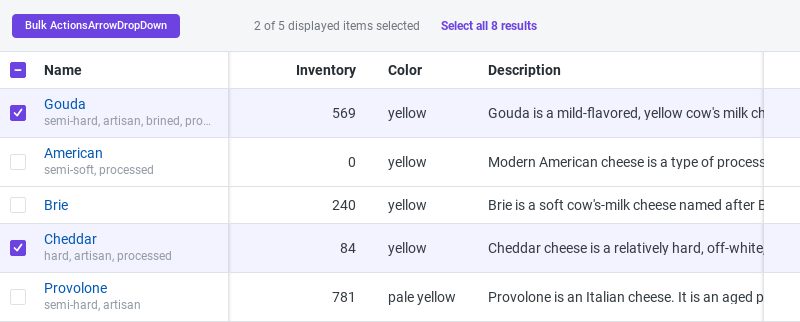 Bulk ActionsArrowDropDown 2 of 5 displayed items selected Select all 8 results
Name Inventory Color Description
Gouda 569 yellow Gouda is a mild-flavored, yellow cow's milk ch
semi-hard, artisan, brined, pro...
American 0 yellow Modern American cheese is a type of process
semi-soft, processed
Brie 240 yellow Brie is a soft cow's-milk cheese named after B
Cheddar 84 yellow Cheddar cheese is a relatively hard, off-white,
hard, artisan, processed
Provolone 781 pale yellow Provolone is an Italian cheese. It is an aged p
semi-hard, artisan